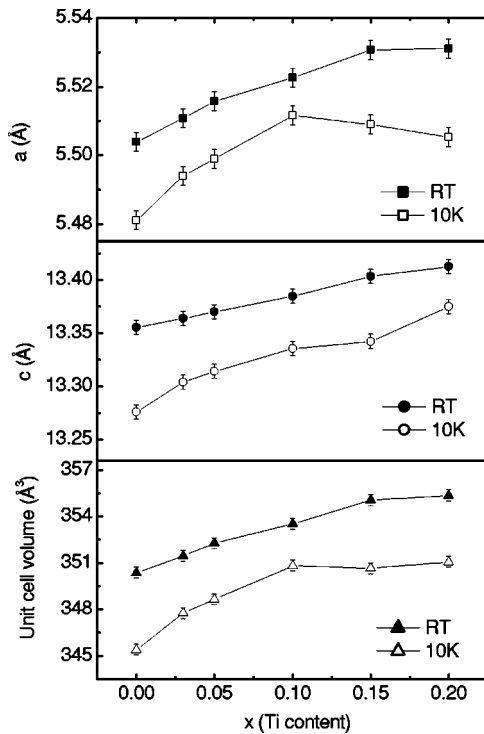 5.54
5.52
5.50
5.48
a (Å)
RT
10K
13.40
13.35
13.30
13.25
c (Å)
RT
10K
357
354
351
348
345
Unit cell volume (Å³)
RT
10K
0.00 0.05 0.10 0.15 0.20
x (Ti content)